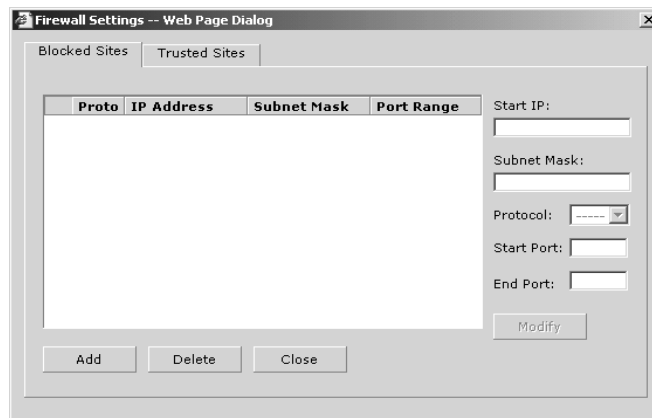 Firewall Settings -- Web Page Dialog
Blocked Sites
Trusted Sites
Proto IP Address Subnet Mask Port Range
Start IP:
Subnet Mask:
Protocol: -----
Start Port:
End Port:
Modify
Add Delete Close